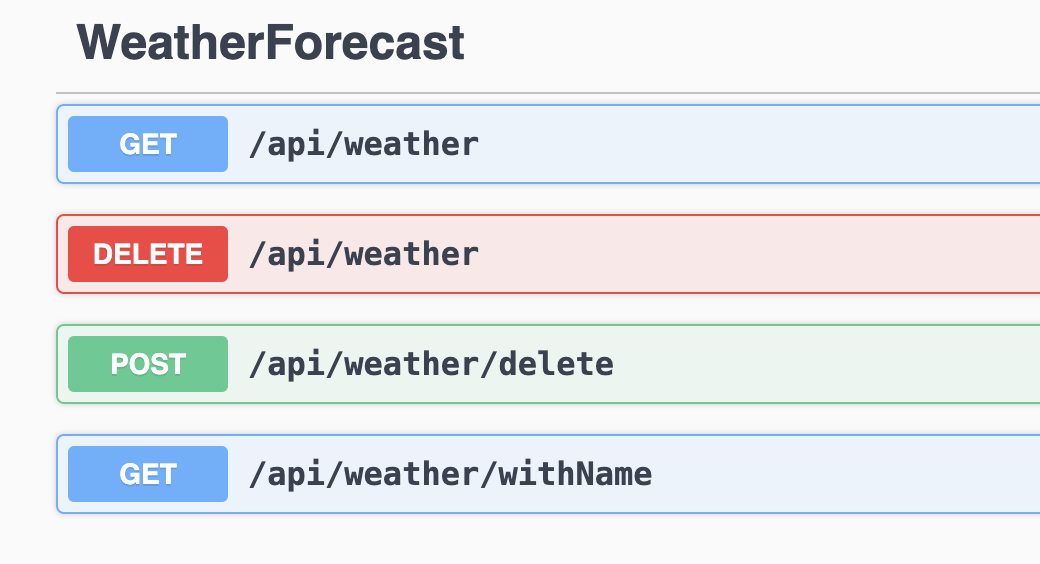 WeatherForecast
GET /api/weather
DELETE /api/weather
POST /api/weather/delete
GET /api/weather/withName